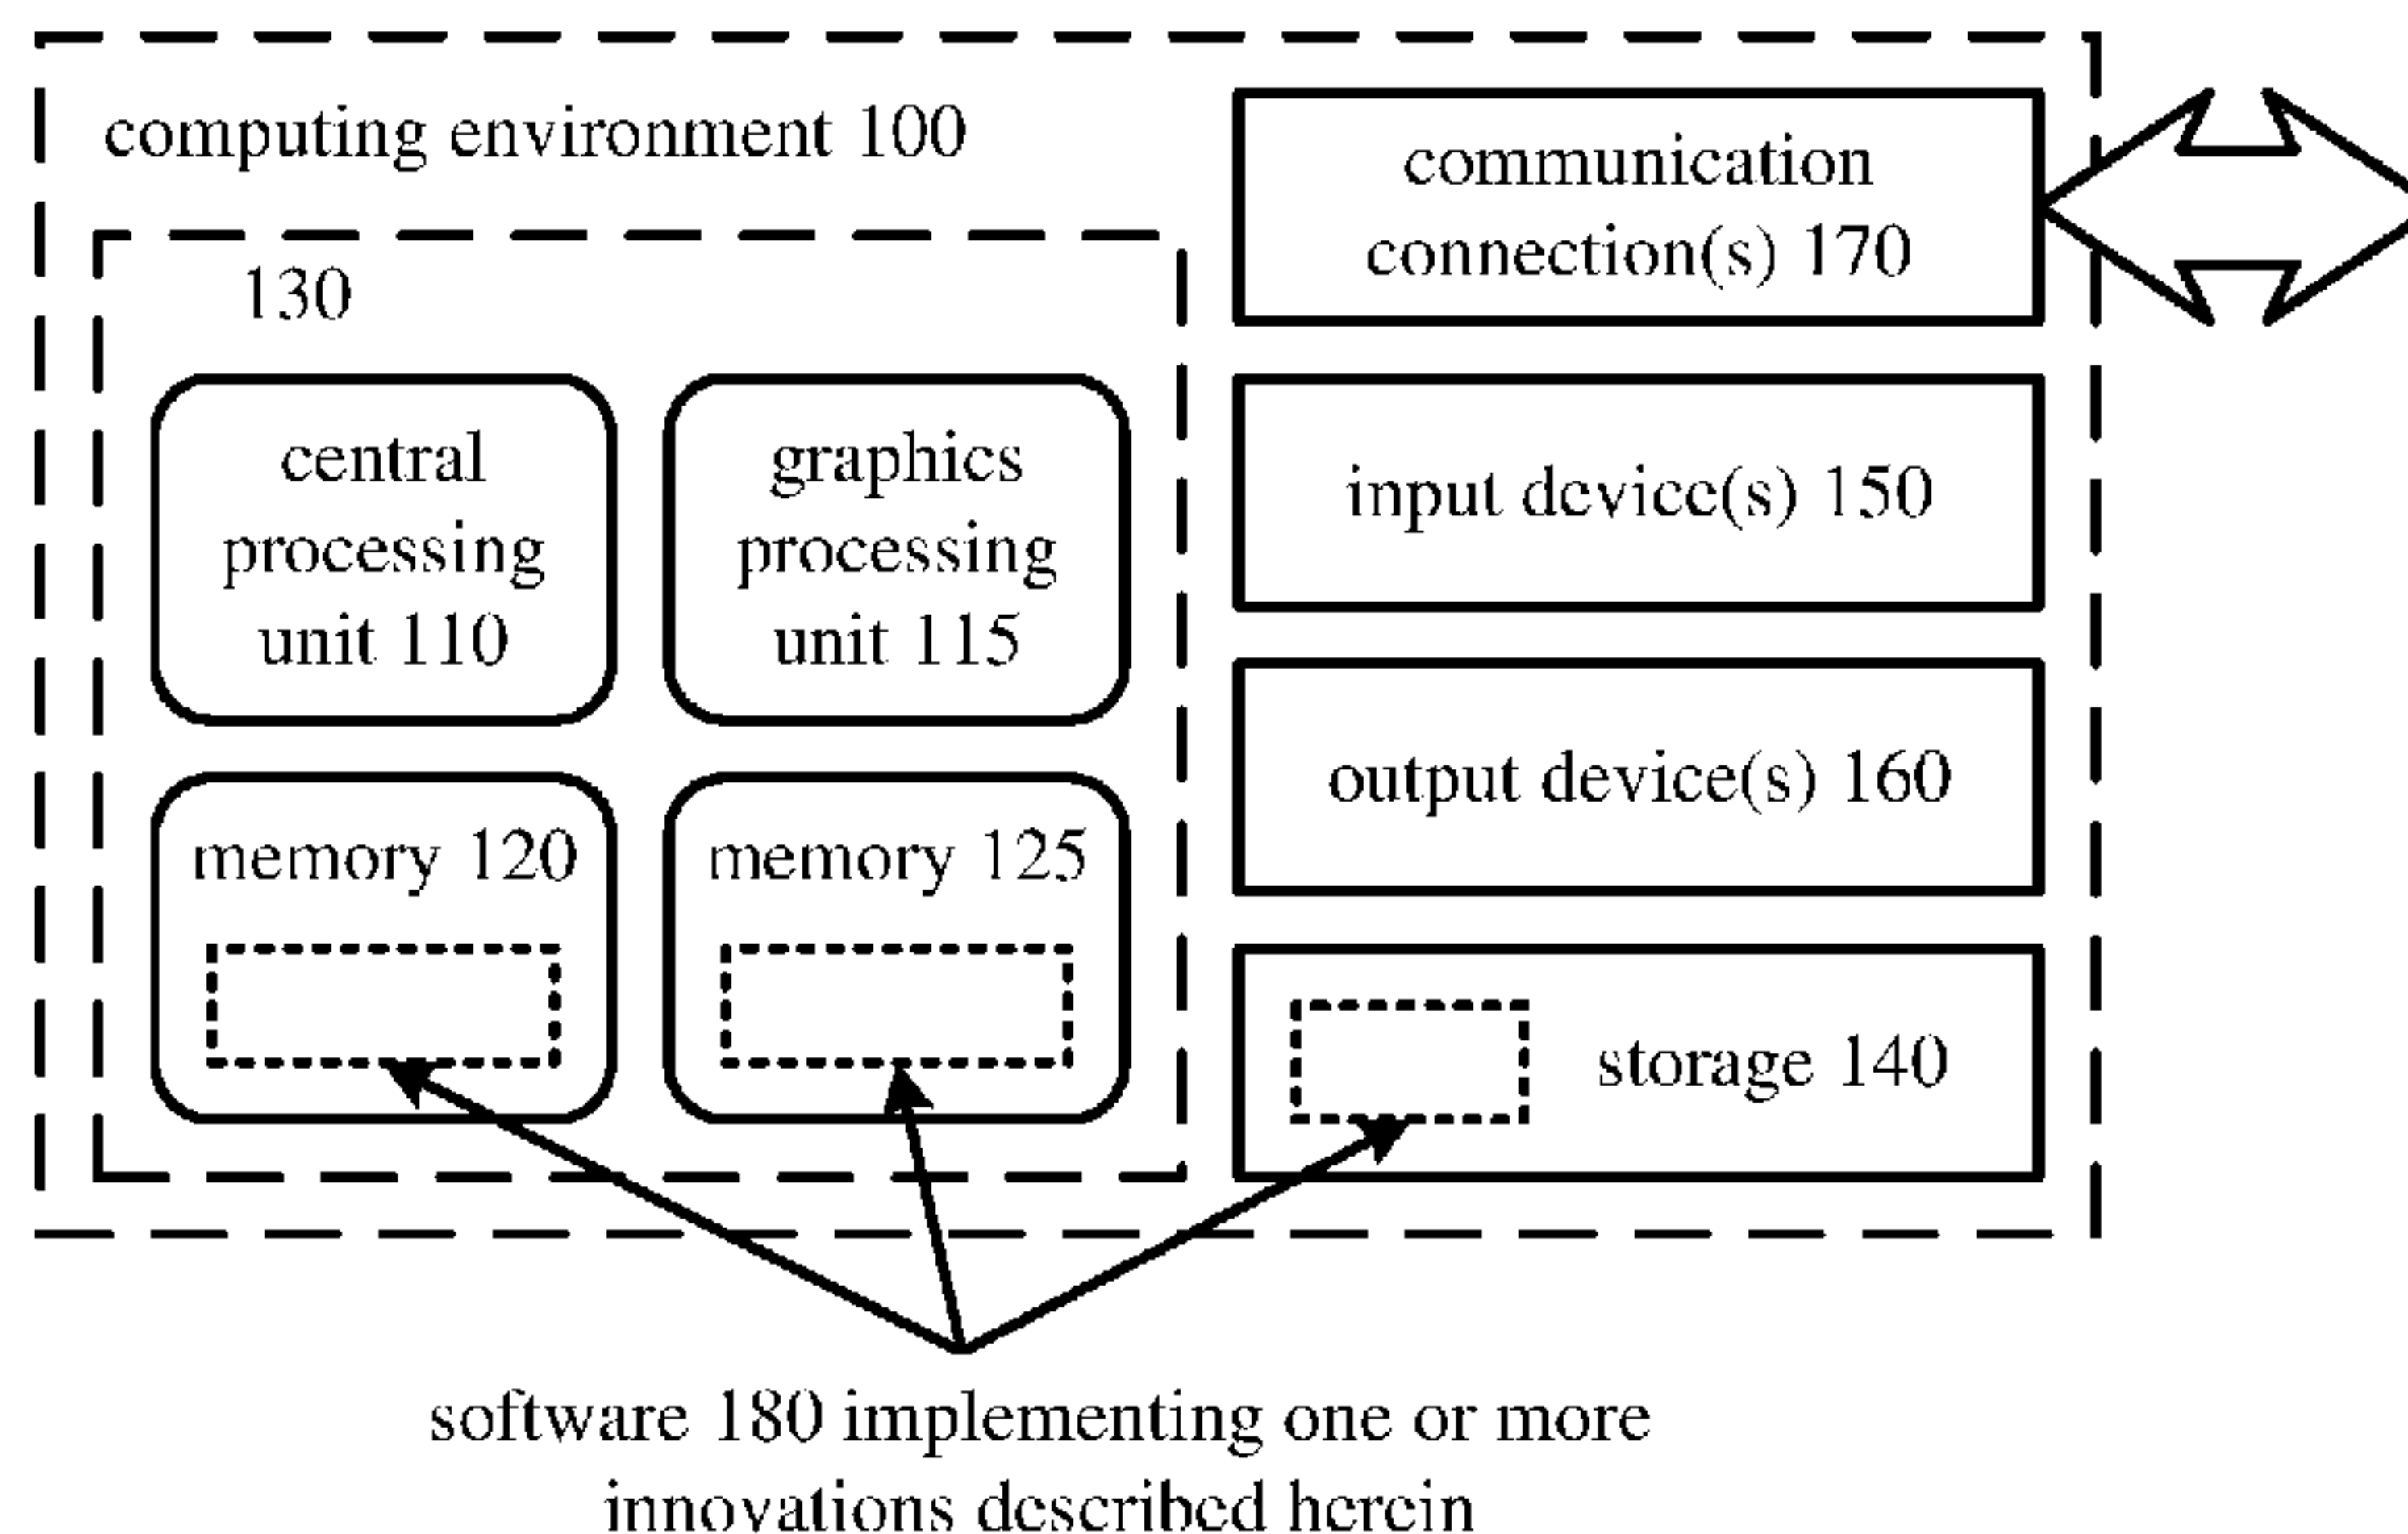 computing environment 100
130
central
processing
unit 110
graphics
processing
unit 115
memory 120
memory 125
communication
connection(s) 170
input device(s) 150
output device(s) 160
storage 140
software 180 implementing one or more
innovations described herein